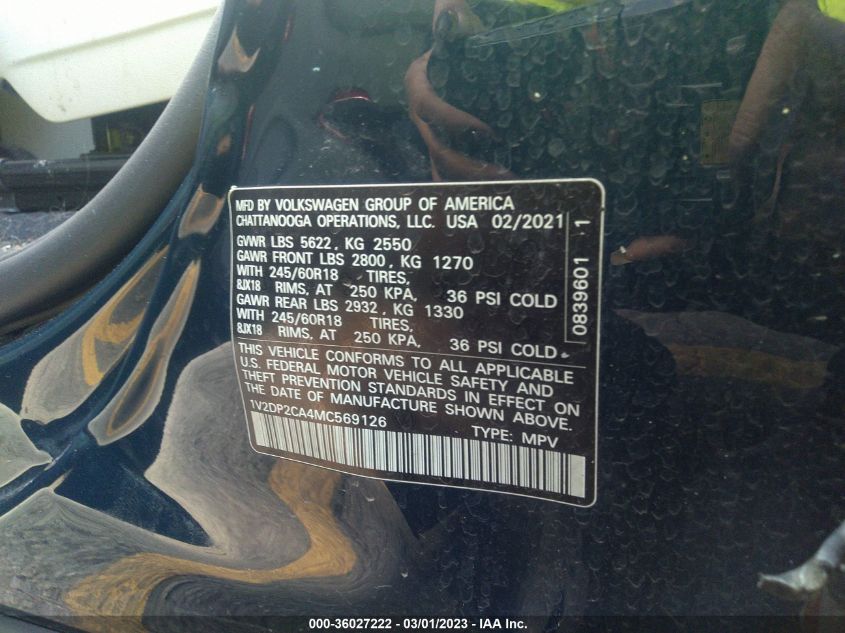 MFD BY VOLKSWAGEN GROUP OF AMERICA
CHATTANOOGA OPERATIONS, LLC. USA 02/2021
GVWR LBS 5622, KG 2550
GAWR FRONT LBS 2800, KG 1270
WITH 245/60R18 TIRES,
8JX18 RIMS, AT 250 KPA, 36 PSI COLD
GAWR REAR LBS 2932, KG 1330
WITH 245/60R18 TIRES,
8JX18 RIMS, AT 250 KPA, 36 PSI COLD
THIS VEHICLE CONFORMS TO ALL APPLICABLE
U.S. FEDERAL MOTOR VEHICLE SAFETY AND
THEFT PREVENTION STANDARDS IN EFFECT ON
THE DATE OF MANUFACTURE SHOWN ABOVE.
1V2DP2CA4MC569126 TYPE: MPV
0839601 1
000-36027222 - 03/01/2023 - IAA Inc.